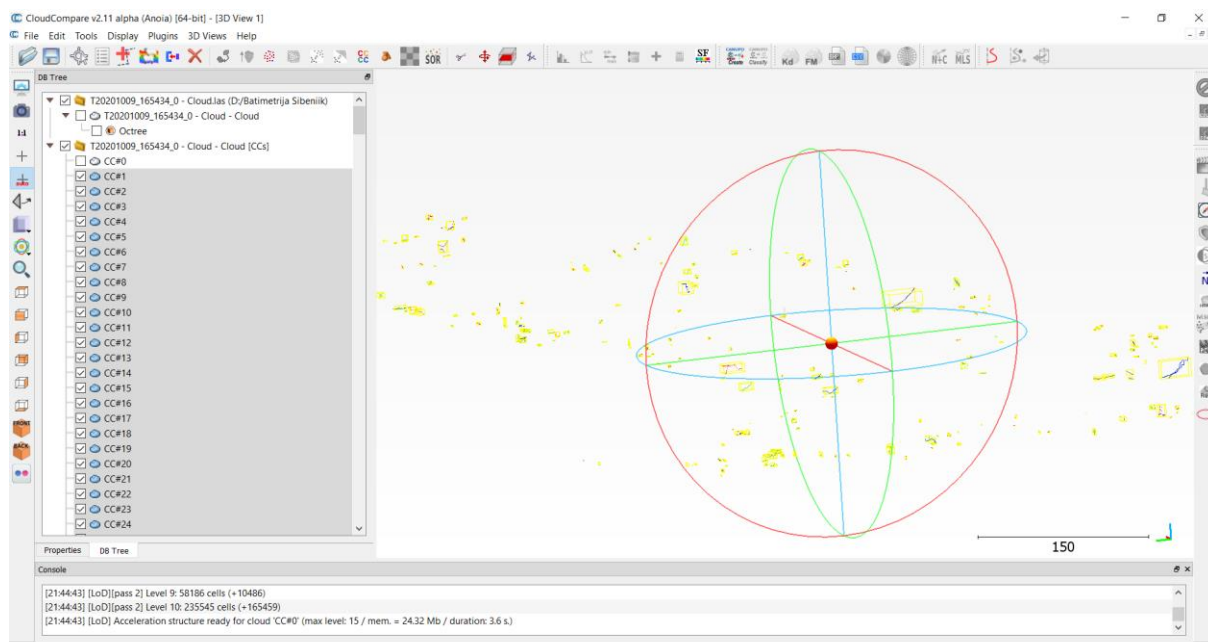 CloudCompare v2.11 alpha (Anoia) [64-bit] - [3D View 1]
File Edit Tools Display Plugins 3D Views Help
SOR SF Kd FM N+C MLS
DB Tree
T20201009_165434_0 - Cloud.las (D:/Batimetrija Sibeniik)
T20201009_165434_0 - Cloud - Cloud
Octree
T20201009_165434_0 - Cloud - Cloud [CCs]
CC#0
CC#1
CC#2
CC#3
CC#4
CC#5
CC#6
CC#7
CC#8
CC#9
CC#10
CC#11
CC#12
CC#13
CC#14
CC#15
CC#16
CC#17
CC#18
CC#19
CC#20
CC#21
CC#22
CC#23
CC#24
1:1
FRONT
BACK
150
Properties DB Tree
Console
[21:44:43] [LoD][pass 2] Level 9: 58186 cells (+10486)
[21:44:43] [LoD][pass 2] Level 10: 235545 cells (+165459)
[21:44:43] [LoD] Acceleration structure ready for cloud 'CC#0' (max level: 15 / mem. = 24.32 Mb / duration: 3.6 s.)